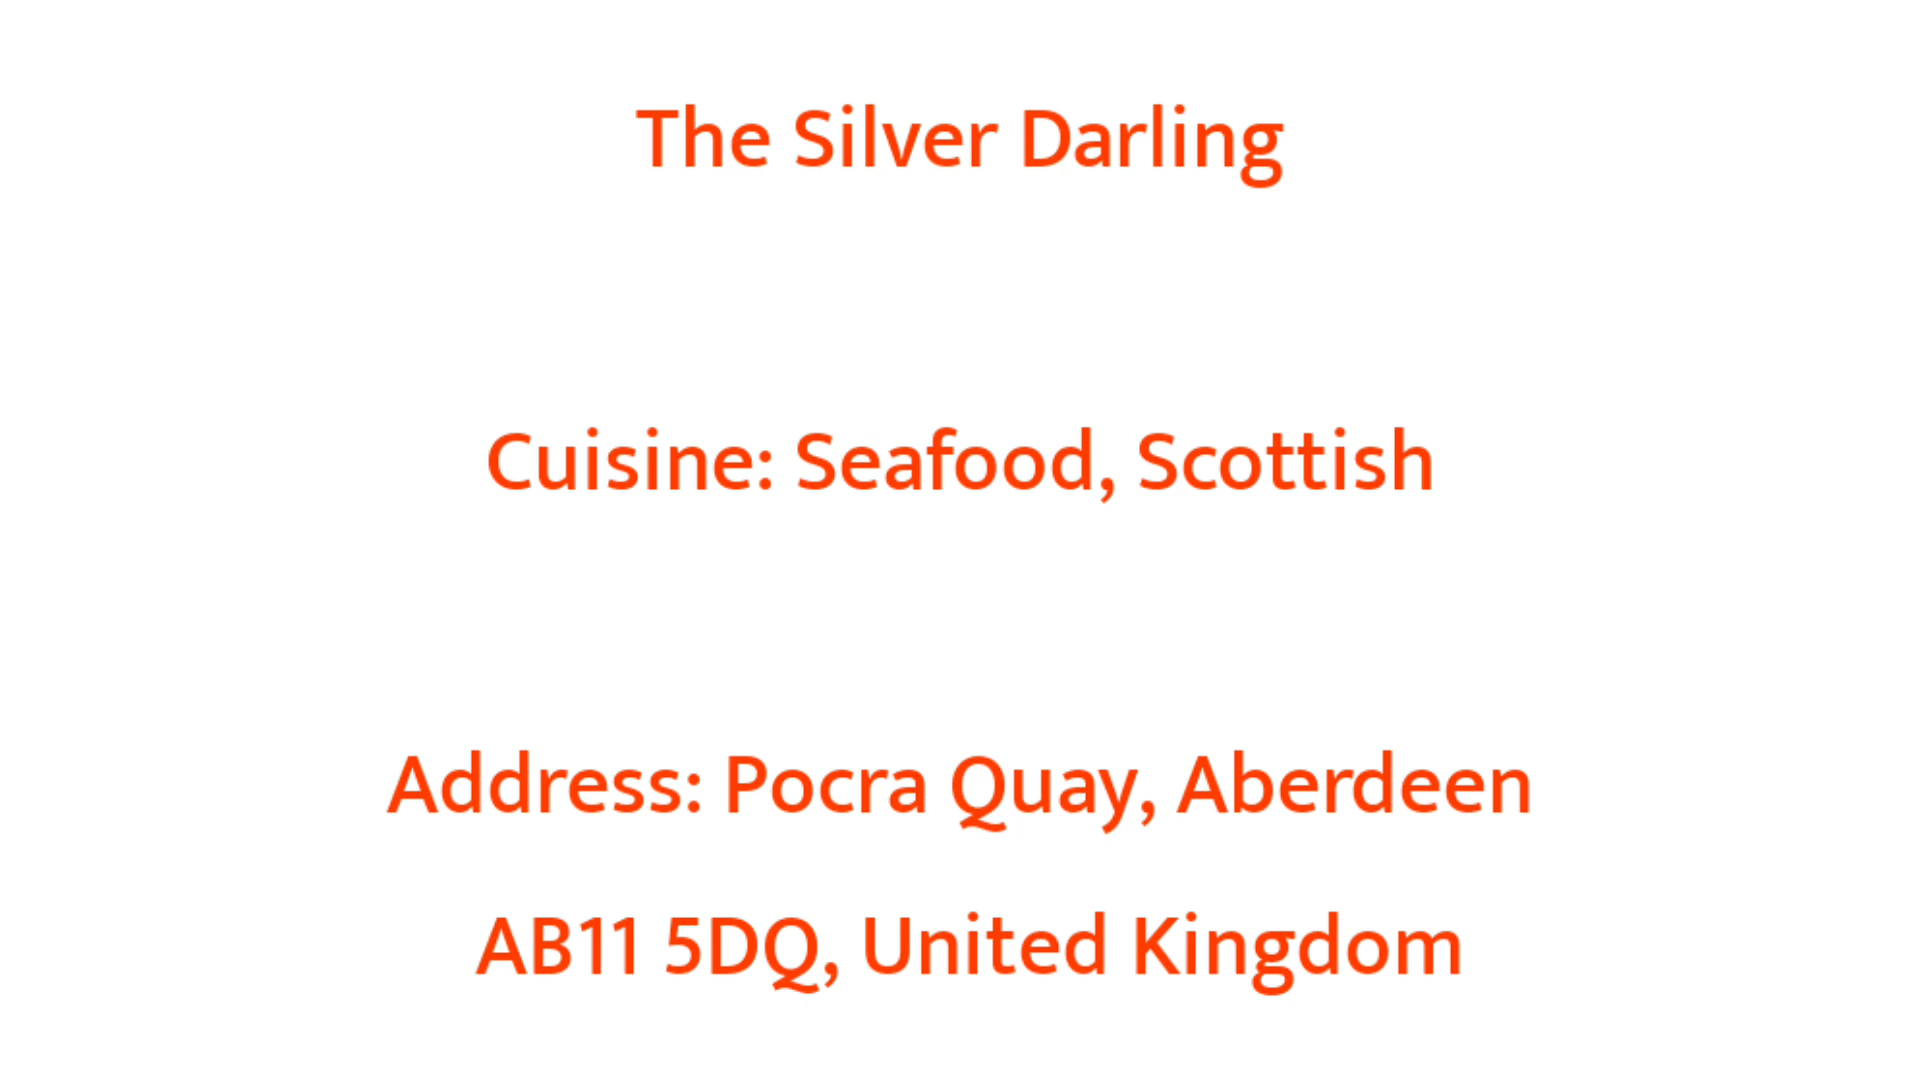 The Silver Darling
Cuisine: Seafood, Scottish
Address: Pocra Quay, Aberdeen
AB11 5DQ, United Kingdom